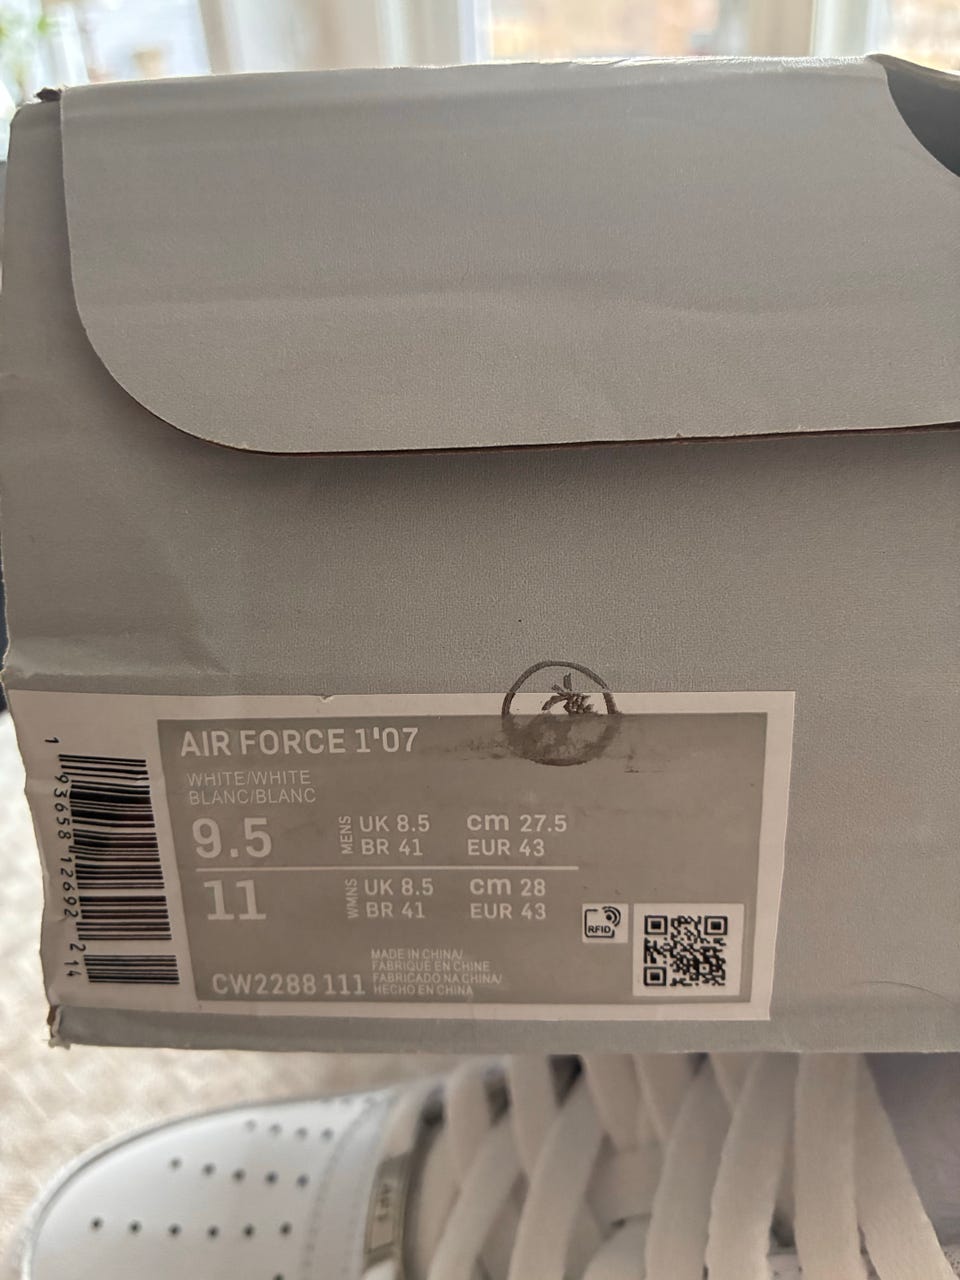 AIR FORCE 1'07
WHITE/WHITE
BLANC/BLANC
9.5
MENS
UK 8.5
cm 27.5
BR 41
EUR 43
11
WMNS
UK 8.5
cm 28
BR 41
EUR 43
RFID
MADE IN CHINA/
FABRIQUÉ EN CHINE
FABRICADO NA CHINA/
HECHO EN CHINA
CW2288 111
1 93658 12692 2 14